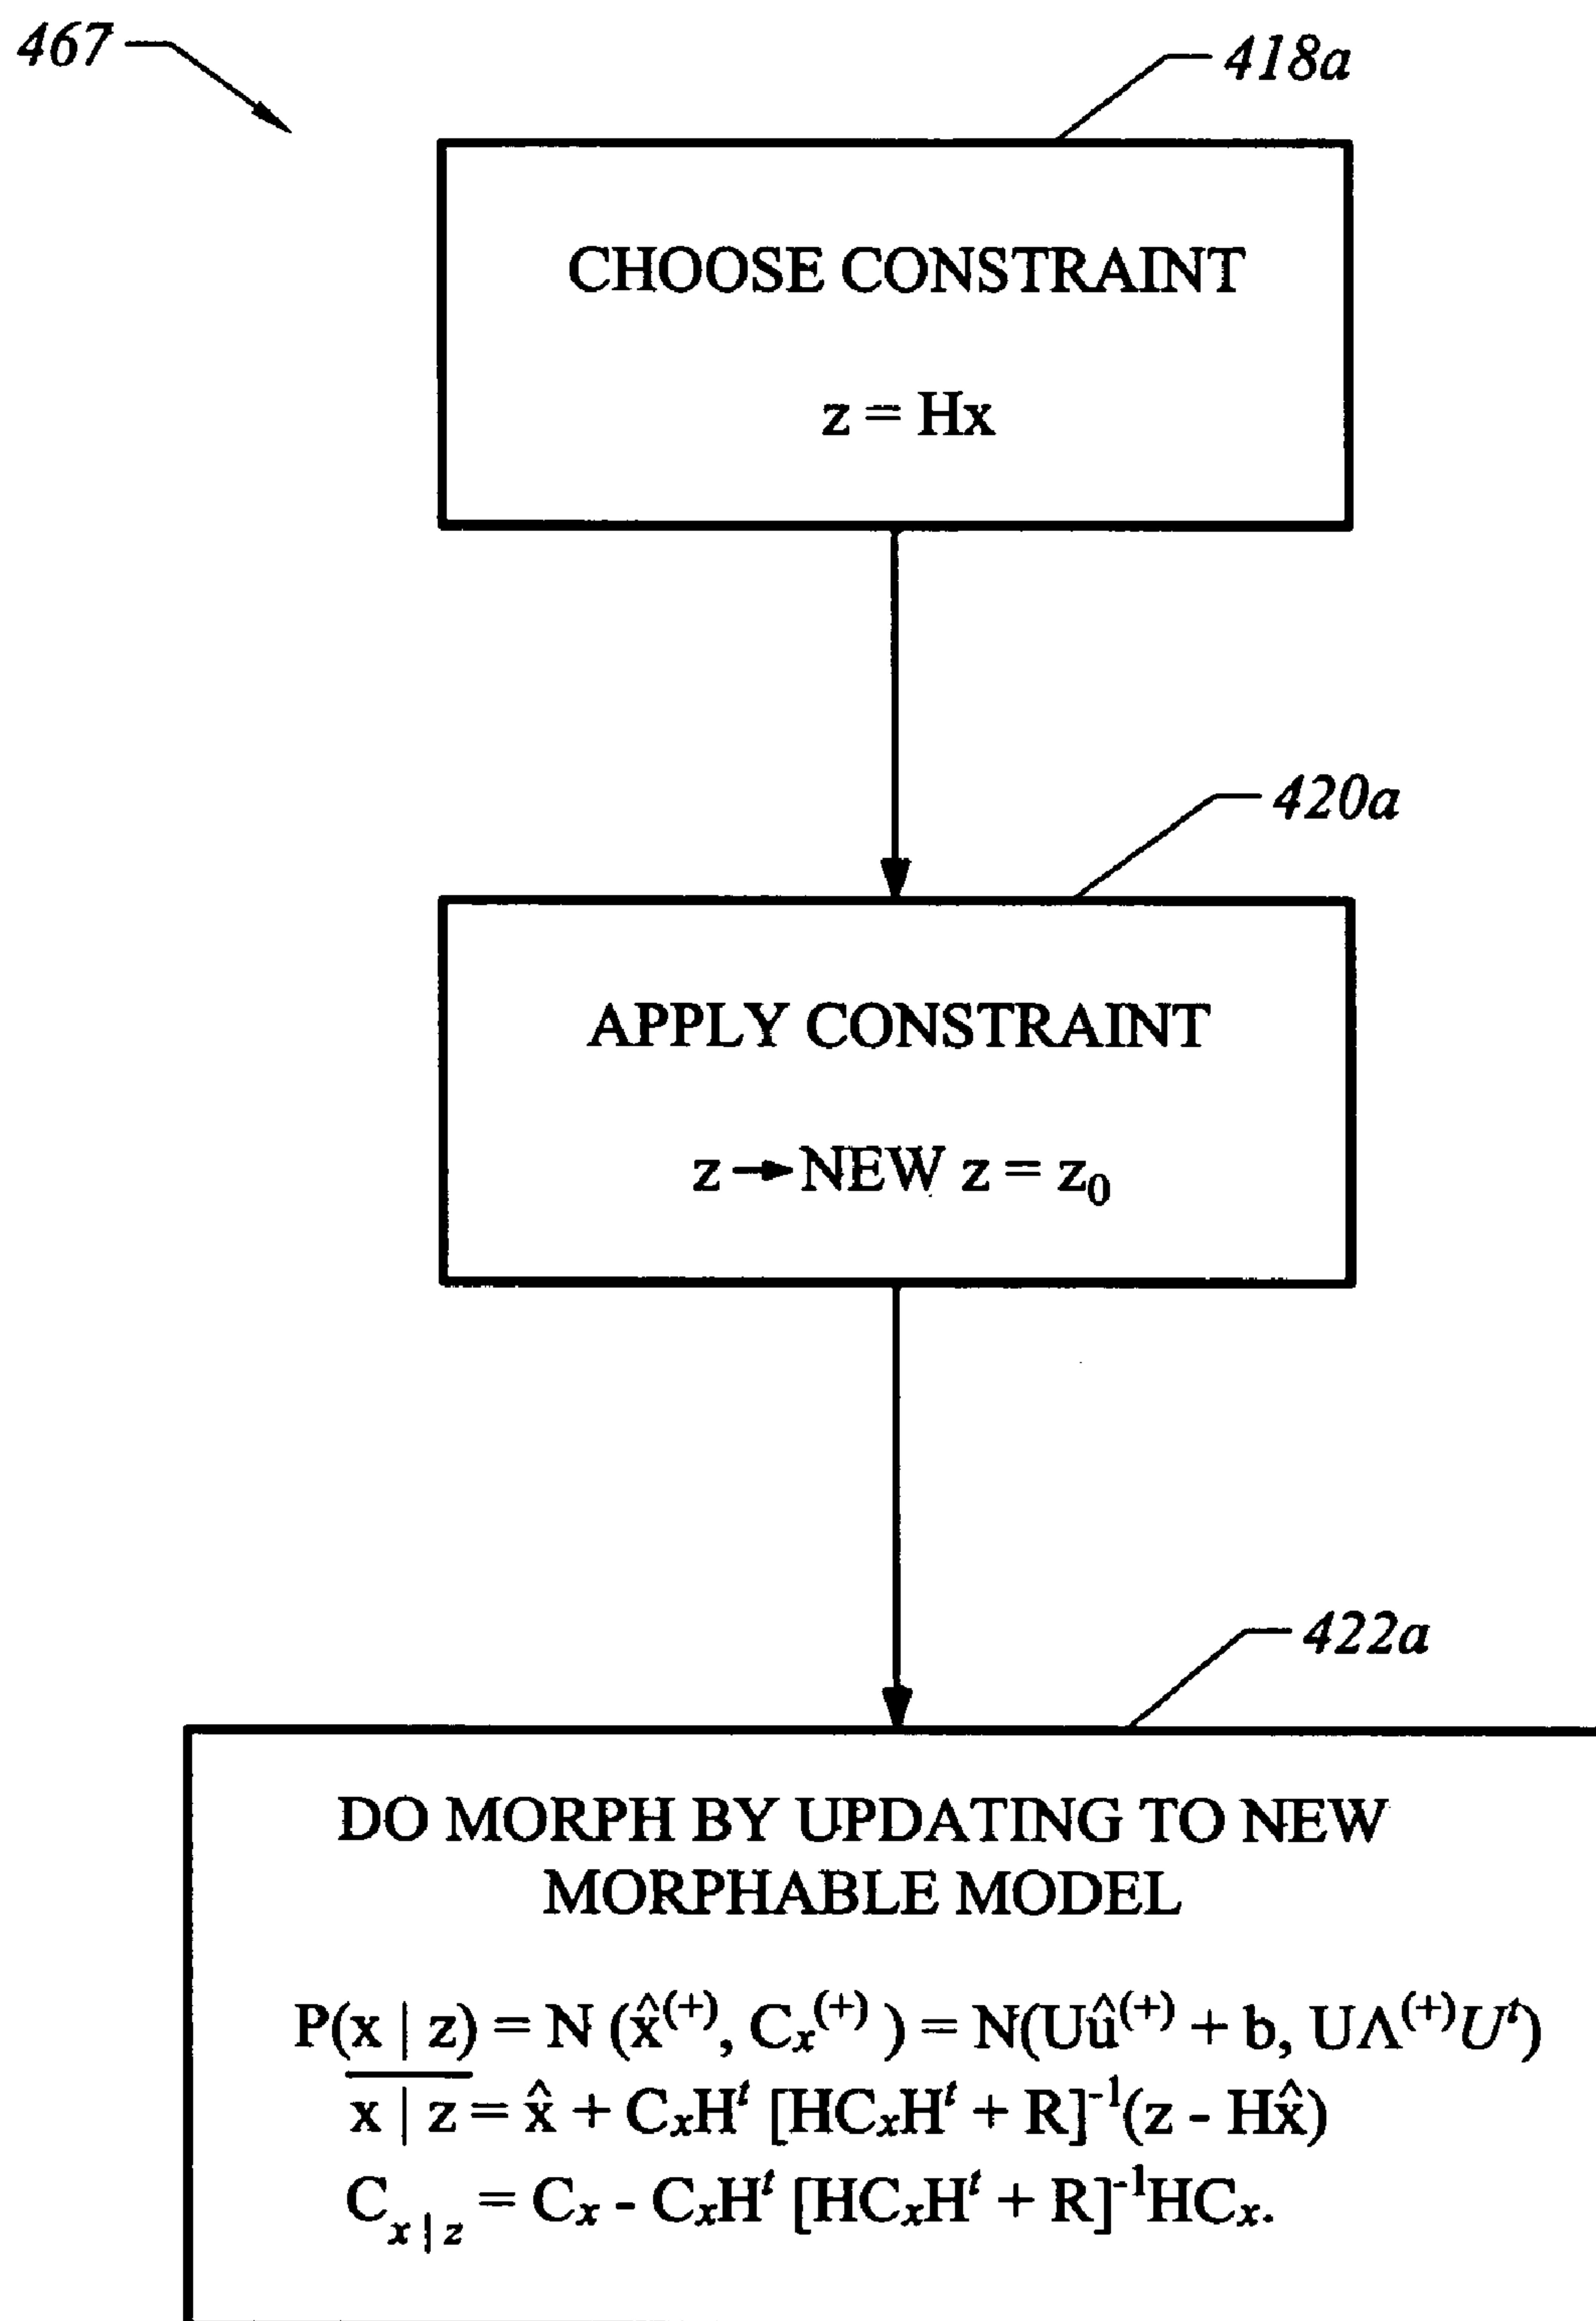 467
418a
CHOOSE CONSTRAINT
z = Hx
420a
APPLY CONSTRAINT
z → NEW z = z₀
422a
DO MORPH BY UPDATING TO NEW
MORPHABLE MODEL
P(x | z) = N (x̂⁽⁺⁾, Cₓ⁽⁺⁾ ) = N(Uû⁽⁺⁾ + b, UΛ⁽⁺⁾Uᵗ)
x̅ ̅|̅ ̅z̅ = x̂ + CₓHᵗ [HCₓHᵗ + R]⁻¹(z - Hx̂)
C_{x | z} = Cₓ - CₓHᵗ [HCₓHᵗ + R]⁻¹HCₓ.